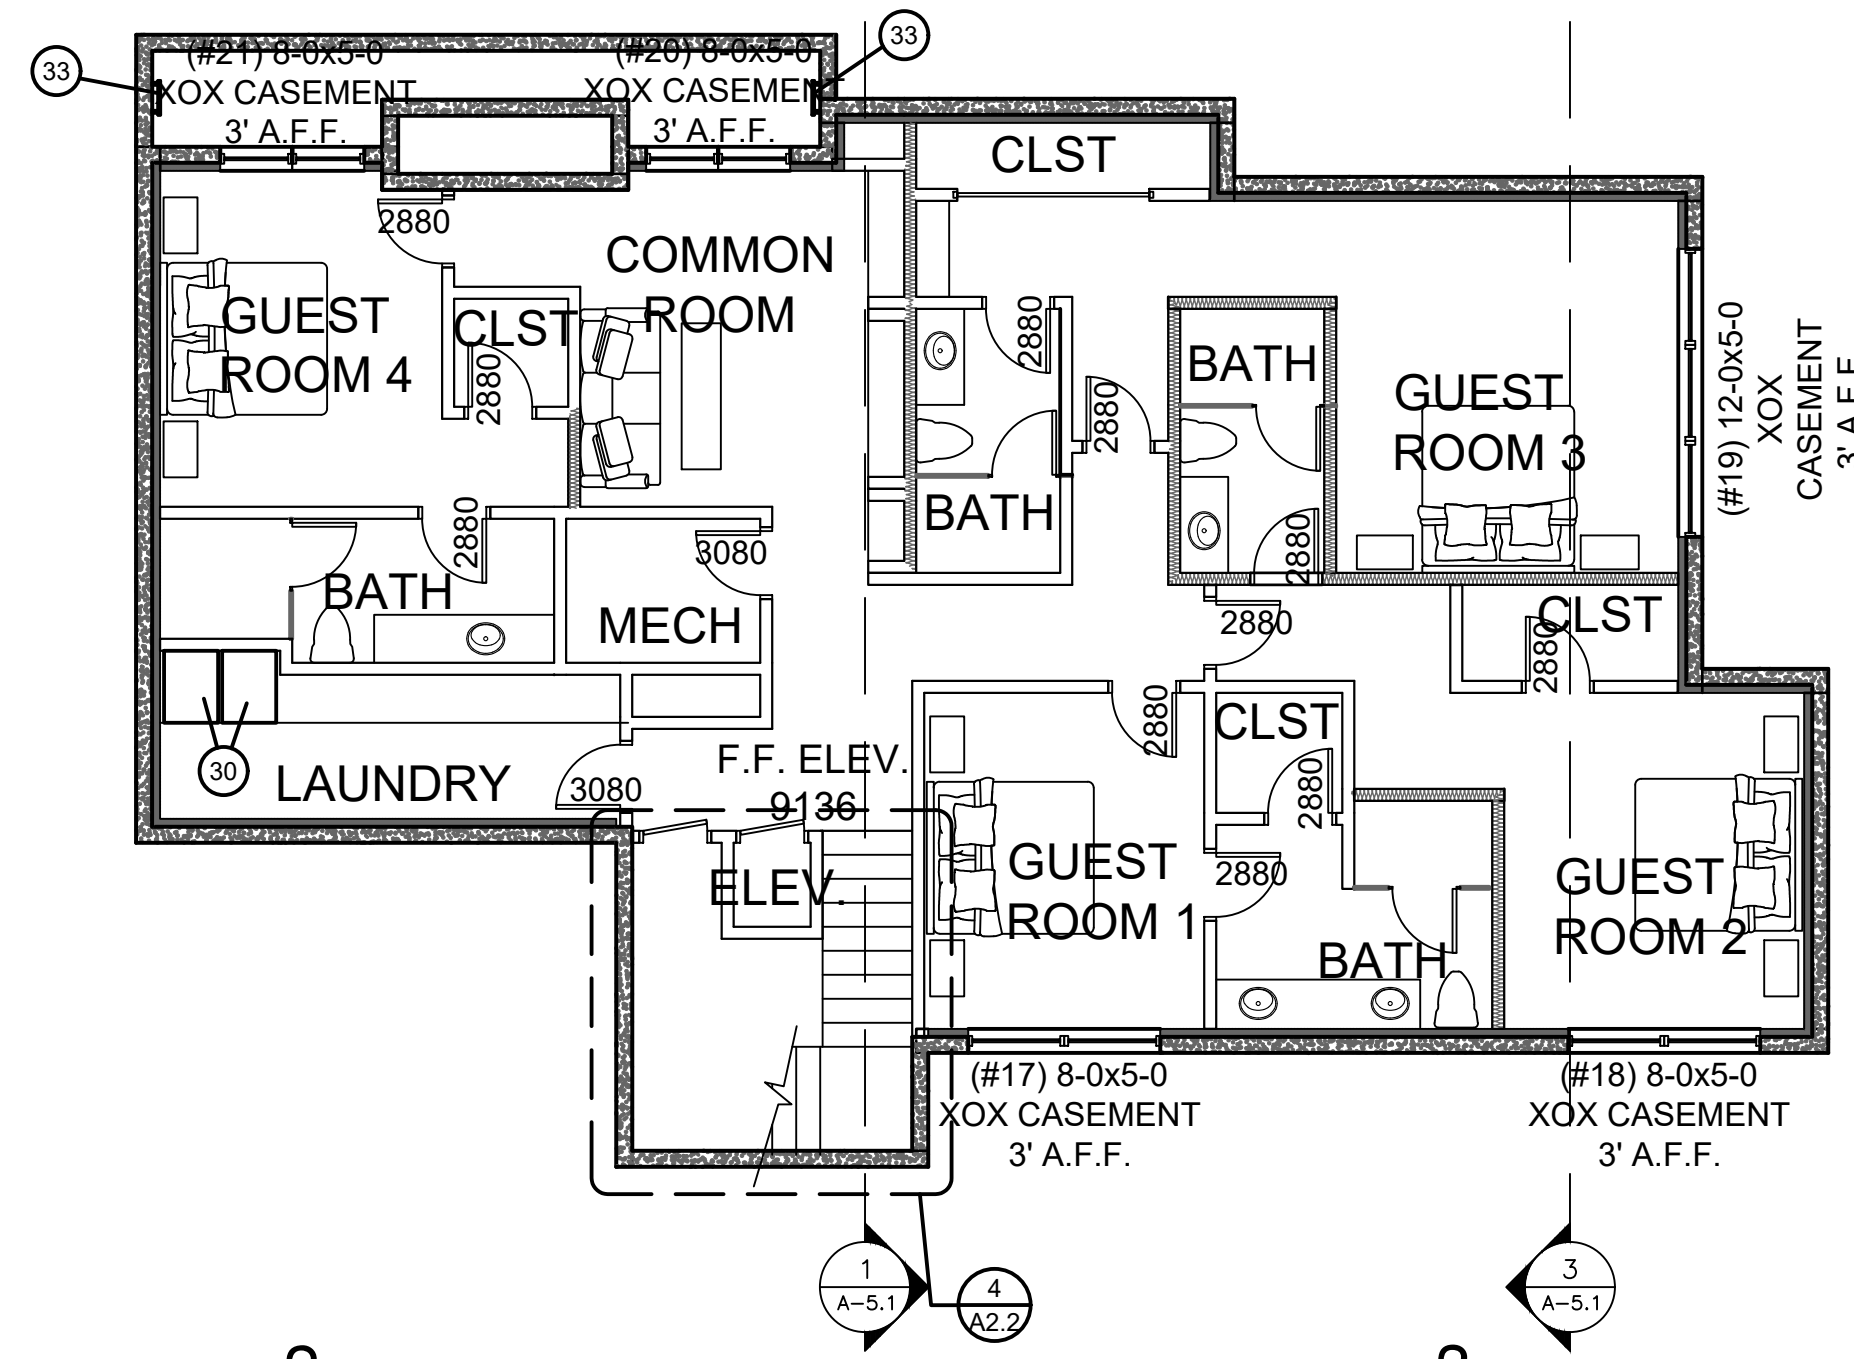 33
(#21) 8-0x5-0
XOX CASEMENT
3' A.F.F.
(#20) 8-0x5-0
XOX CASEMENT
3' A.F.F.
33
CLST
2880
COMMON
ROOM
GUEST
ROOM 4
CLST
2880
2880
BATH
2880
BATH
2880
GUEST
ROOM 3
(#19) 12-0x5-0
XOX
CASEMENT
3' A.F.F.
2880
BATH
3080
MECH
BATH
2880
2880
CLST
2880
30
LAUNDRY
3080
F.F. ELEV.
9136
ELEV.
2880
CLST
2880
GUEST
ROOM 1
2880
BATH
GUEST
ROOM 2
(#17) 8-0x5-0
XOX CASEMENT
3' A.F.F.
(#18) 8-0x5-0
XOX CASEMENT
3' A.F.F.
1
A-5.1
4
A2.2
3
A-5.1